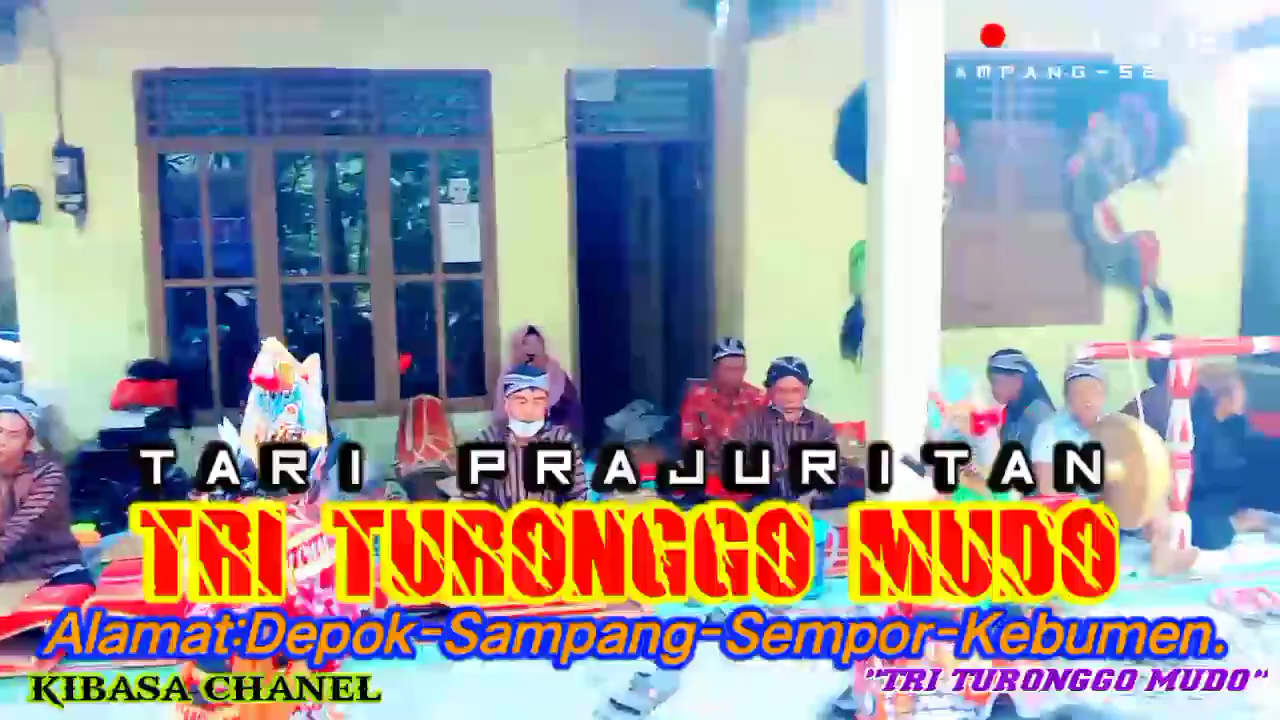 TARI PRAJURITAN
TRI TURONGGO MUDO
Alamat:Depok-Sampang-Sempor-Kebumen.
KIBASA CHANEL
"TRI TURONGGO MUDO"